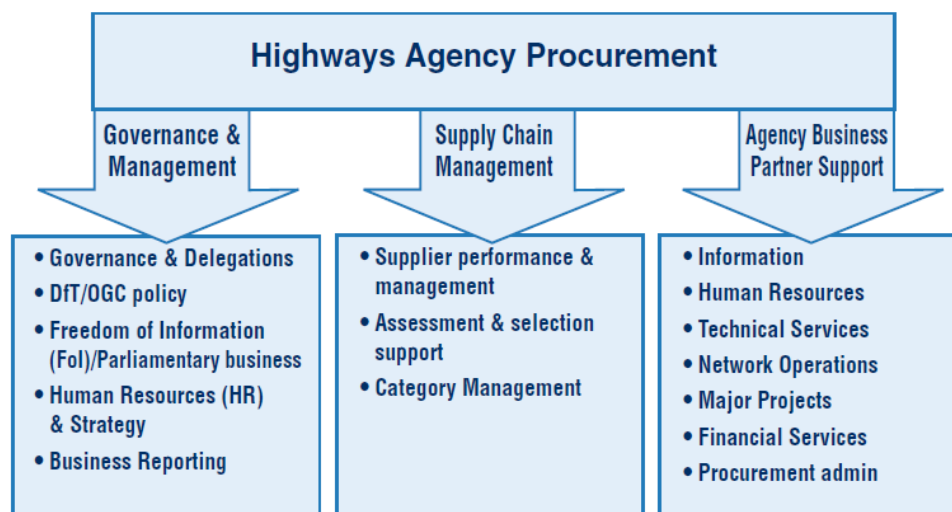 Highways Agency Procurement
Governance &
Management
Supply Chain
Management
Agency Business
Partner Support
• Governance & Delegations
• DfT/OGC policy
• Freedom of Information
(FoI)/Parliamentary business
• Human Resources (HR)
& Strategy
• Business Reporting
• Supplier performance &
management
• Assessment & selection
support
• Category Management
• Information
• Human Resources
• Technical Services
• Network Operations
• Major Projects
• Financial Services
• Procurement admin